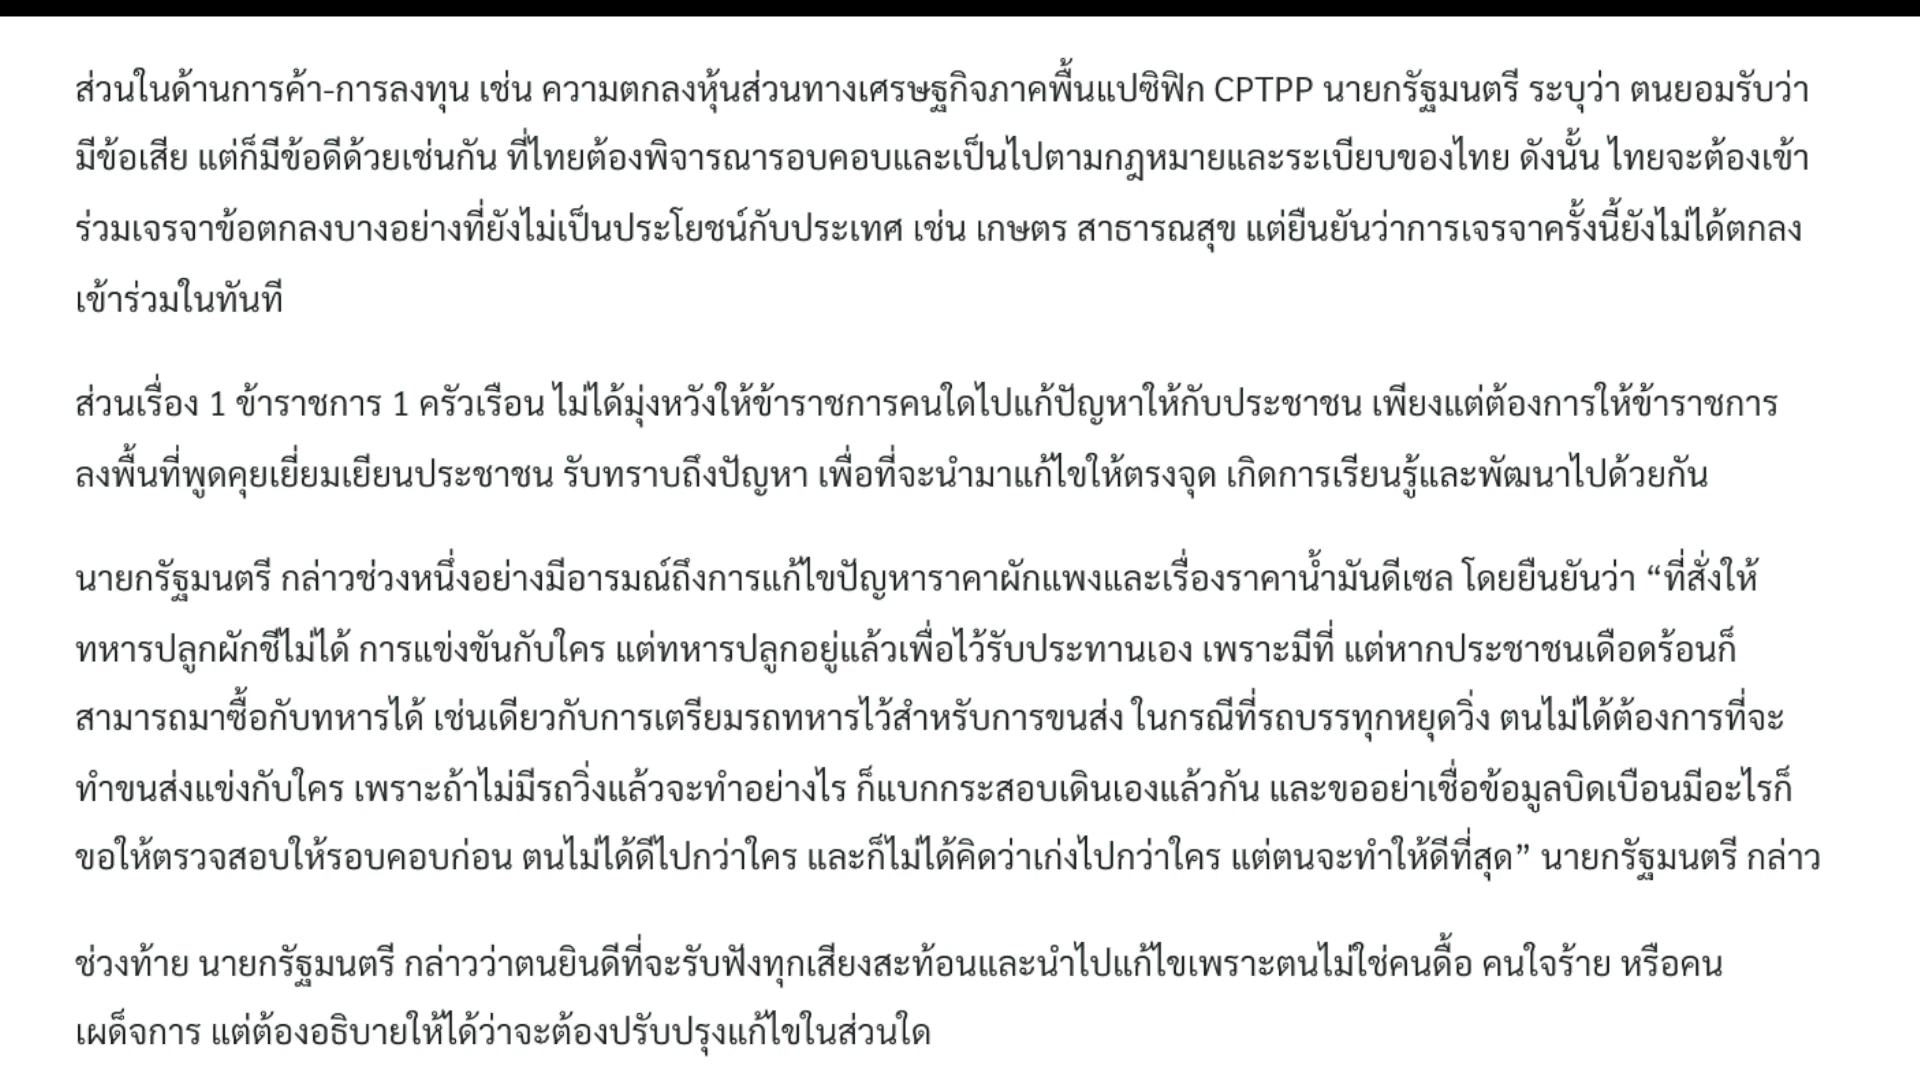 ส่วนในด้านการค้า-การลงทุน เช่น ความตกลงหุ้นส่วนทางเศรษฐกิจภาคพื้นแปซิฟิก CPTPP นายกรัฐมนตรี ระบุว่า ตนยอมรับว่า
มีข้อเสีย แต่ก็มีข้อดีด้วยเช่นกัน ที่ไทยต้องพิจารณารอบคอบและเป็นไปตามกฎหมายและระเบียบของไทย ดังนั้น ไทยจะต้องเข้า
ร่วมเจรจาข้อตกลงบางอย่างที่ยังไม่เป็นประโยชน์กับประเทศ เช่น เกษตร สาธารณสุข แต่ยืนยันว่าการเจรจาครั้งนี้ยังไม่ได้ตกลง
เข้าร่วมในทันที
ส่วนเรื่อง 1 ข้าราชการ 1 ครัวเรือน ไม่ได้มุ่งหวังให้ข้าราชการคนใดไปแก้ปัญหาให้กับประชาชน เพียงแต่ต้องการให้ข้าราชการ
ลงพื้นที่พูดคุยเยี่ยมเยียนประชาชน รับทราบถึงปัญหา เพื่อที่จะนำมาแก้ไขให้ตรงจุด เกิดการเรียนรู้และพัฒนาไปด้วยกัน
นายกรัฐมนตรี กล่าวช่วงหนึ่งอย่างมีอารมณ์ถึงการแก้ไขปัญหาราคาผักแพงและเรื่องราคาน้ำมันดีเซล โดยยืนยันว่า “ที่สั่งให้
ทหารปลูกผักชีไม่ได้ การแข่งขันกับใคร แต่ทหารปลูกอยู่แล้วเพื่อไว้รับประทานเอง เพราะมีที่ แต่หากประชาชนเดือดร้อนก็
สามารถมาซื้อกับทหารได้ เช่นเดียวกับการเตรียมรถทหารไว้สำหรับการขนส่ง ในกรณีที่รถบรรทุกหยุดวิ่ง ตนไม่ได้ต้องการที่จะ
ทำขนส่งแข่งกับใคร เพราะถ้าไม่มีรถวิ่งแล้วจะทำอย่างไร ก็แบกกระสอบเดินเองแล้วกัน และขออย่าเชื่อข้อมูลบิดเบือนมีอะไรก็
ขอให้ตรวจสอบให้รอบคอบก่อน ตนไม่ได้ดีไปกว่าใคร และก็ไม่ได้คิดว่าเก่งไปกว่าใคร แต่ตนจะทำให้ดีที่สุด” นายกรัฐมนตรี กล่าว
ช่วงท้าย นายกรัฐมนตรี กล่าวว่าตนยินดีที่จะรับฟังทุกเสียงสะท้อนและนำไปแก้ไขเพราะตนไม่ใช่คนดื้อ คนใจร้าย หรือคน
เผด็จการ แต่ต้องอธิบายให้ได้ว่าจะต้องปรับปรุงแก้ไขในส่วนใด